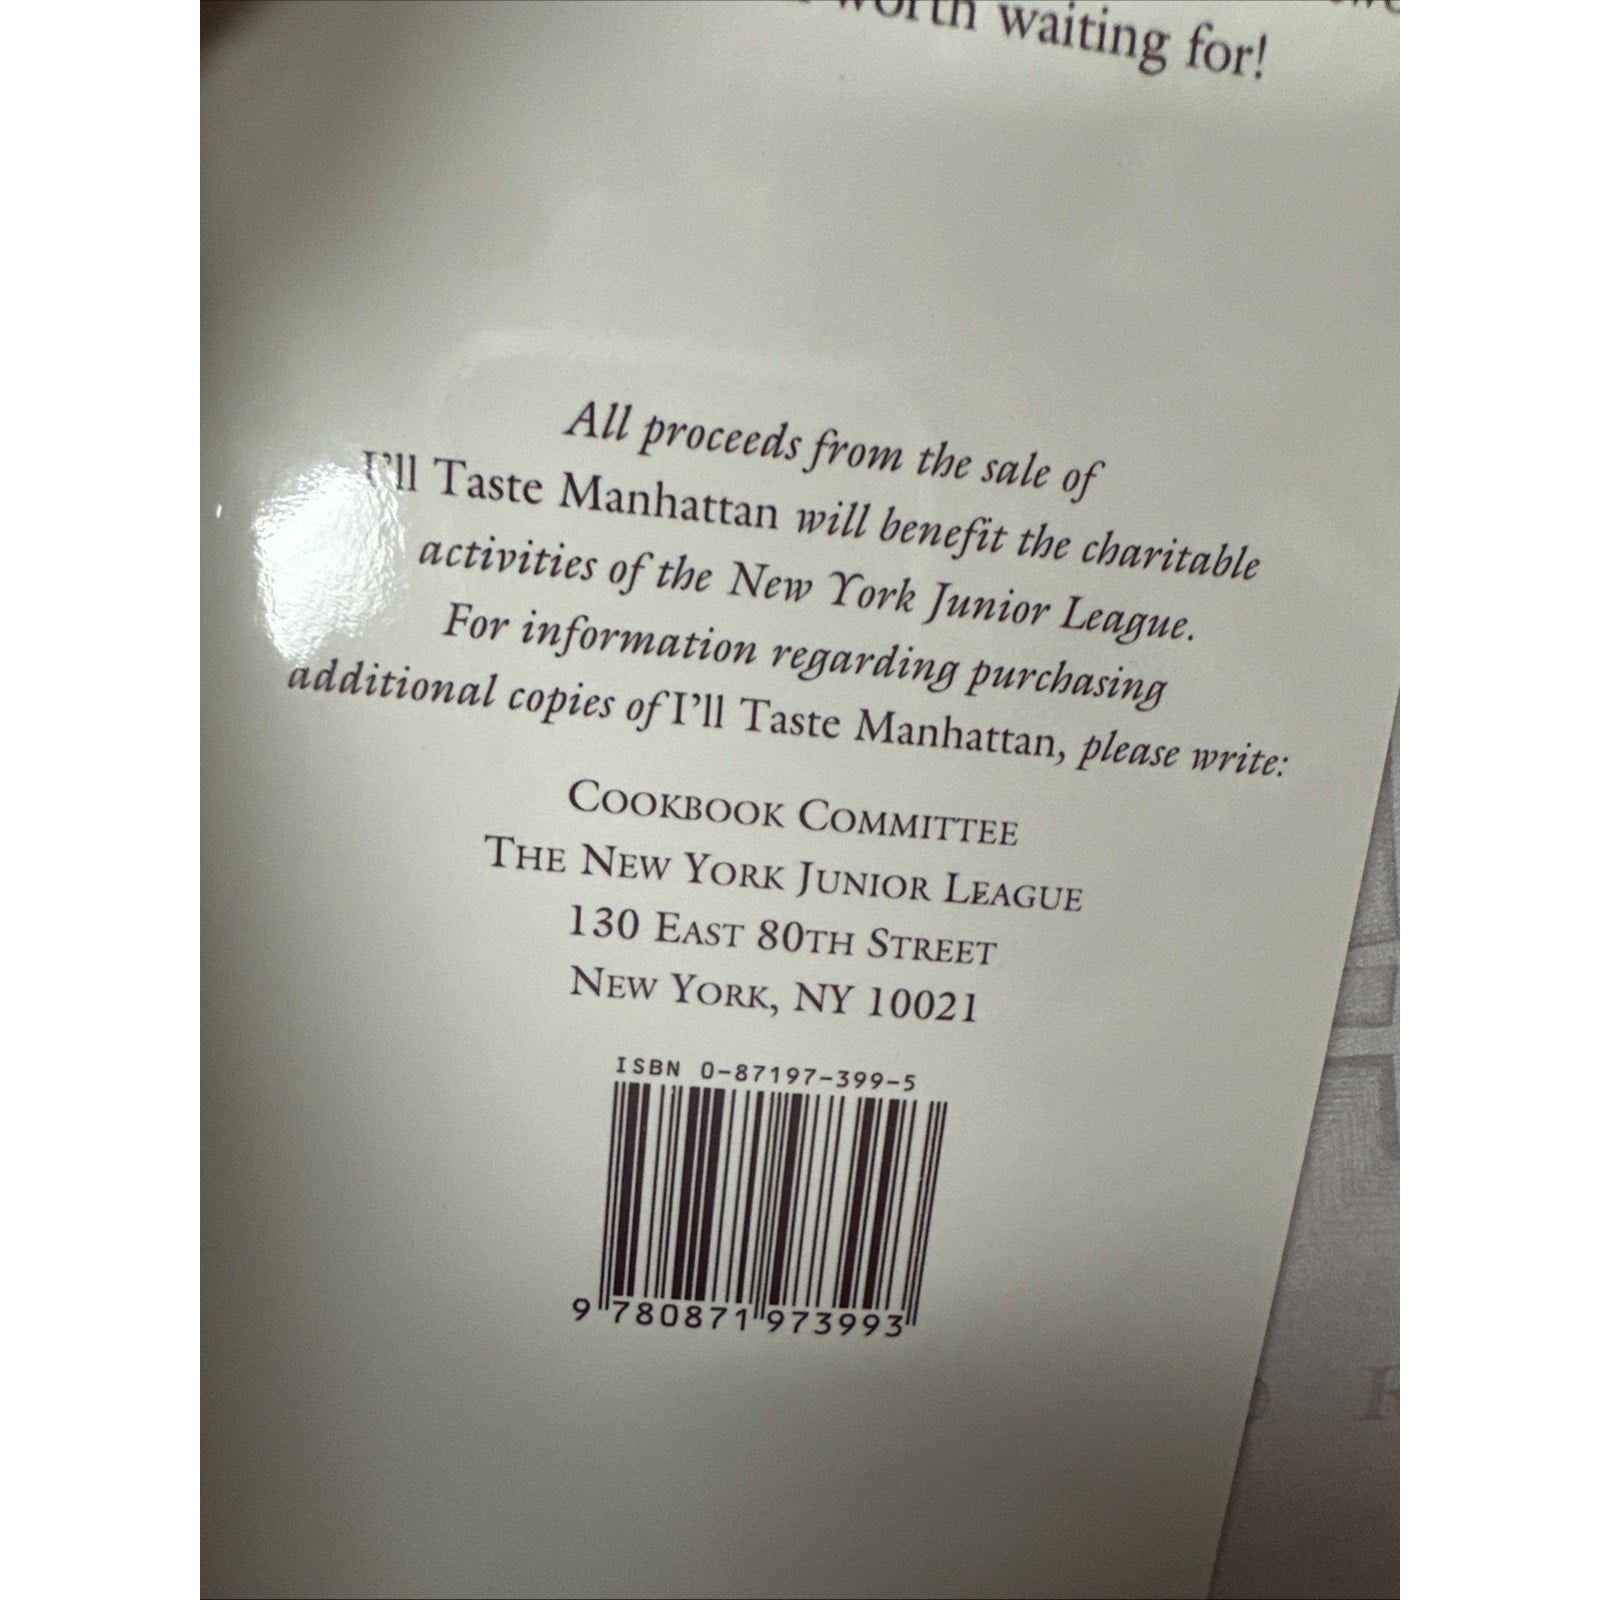 worth waiting for!
All proceeds from the sale of
I'll Taste Manhattan will benefit the charitable
activities of the New York Junior League.
For information regarding purchasing
additional copies of I'll Taste Manhattan, please write:
COOKBOOK COMMITTEE
THE NEW YORK JUNIOR LEAGUE
130 EAST 80TH STREET
NEW YORK, NY 10021
ISBN 0-87197-399-5
9 780871 973993